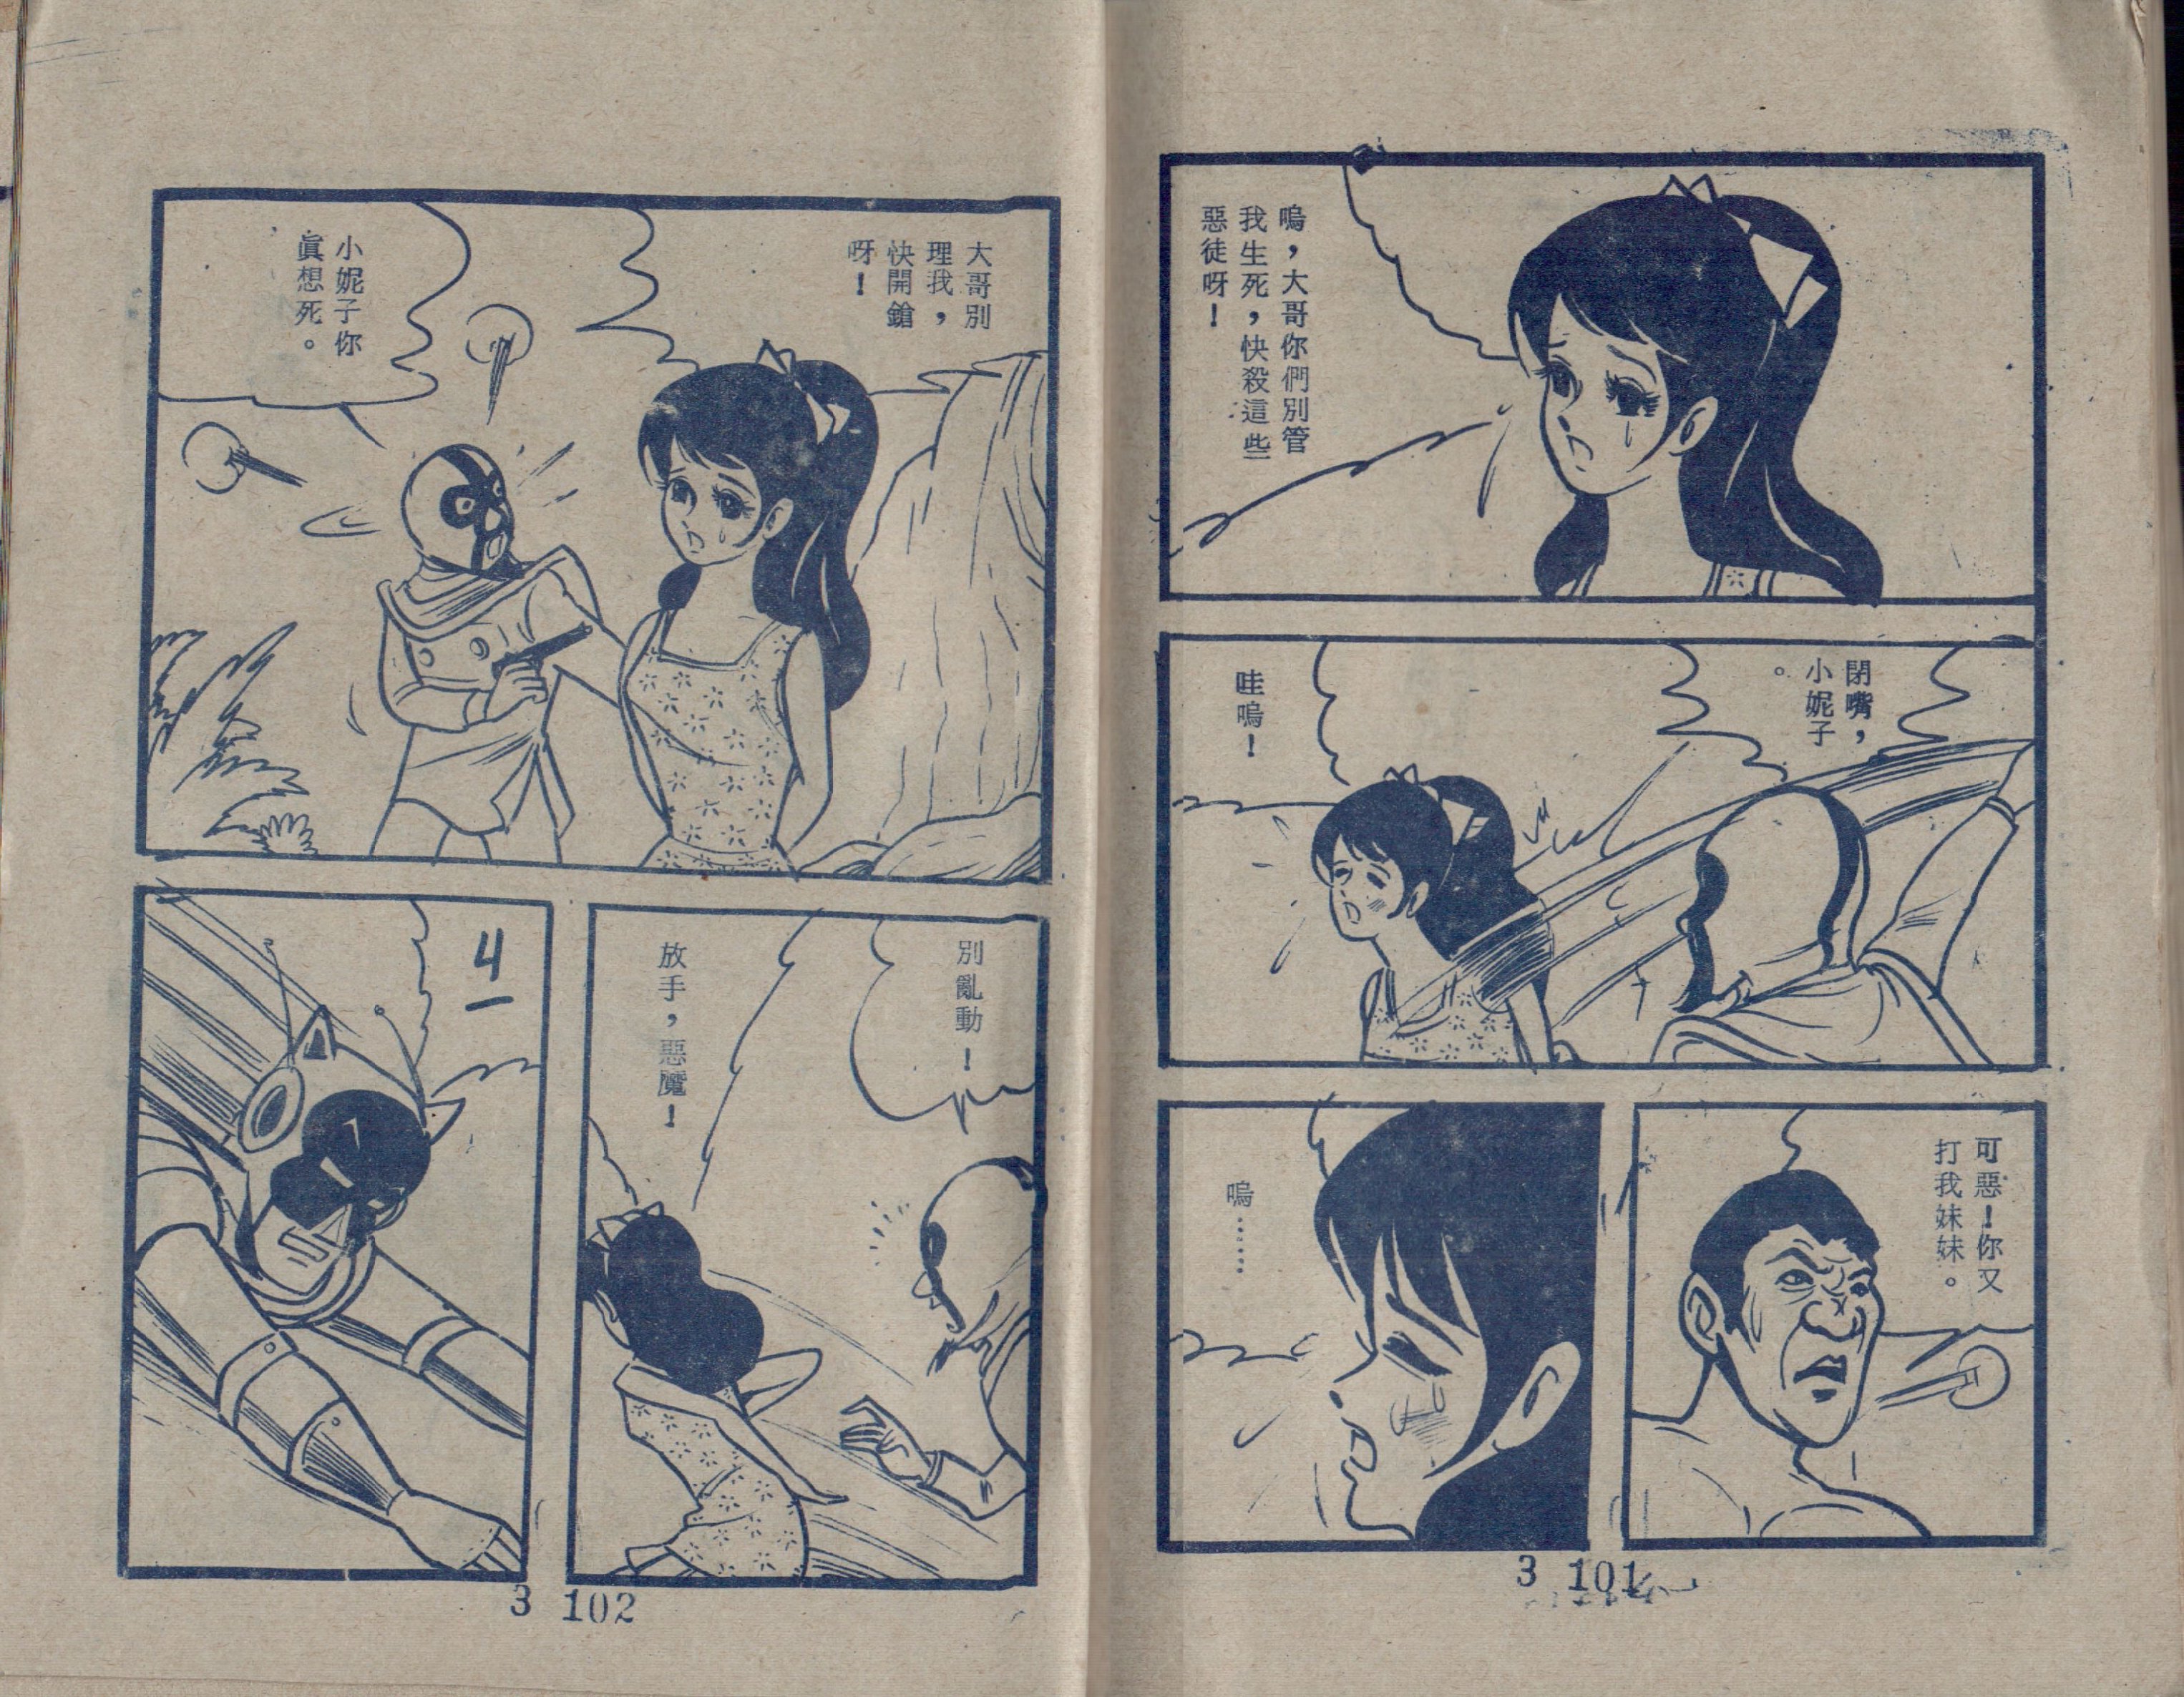 嗚，大哥你們別管
我生死，快殺這些
惡徒呀！
閉嘴，
小妮子
。
哇嗚！
可惡！你又
打我妹妹。
嗚……
3 101
大哥別
理我，
快開鎗
呀！
小妮子你
眞想死。
別亂動！
放手，惡魔！
4
3 102